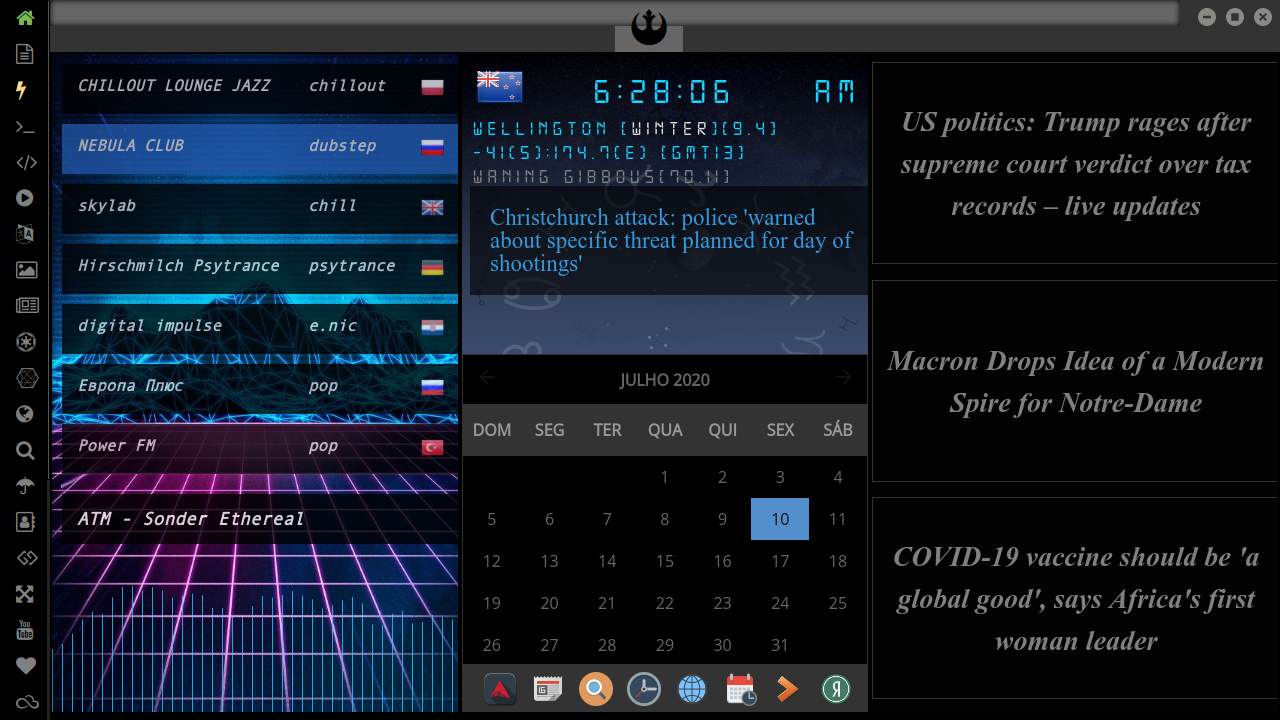 CHILLOUT LOUNGE JAZZ chillout
NEBULA CLUB dubstep
skylab chill
Hirschmilch Psytrance psytrance
digital impulse e.nic
Европа Плюс pop
Power FM pop
ATM - Sonder Ethereal
6:28:06 AM
WELLINGTON [WINTER][9.4]
-41(S):174.7(E) [GMT13]
WANING GIBBOUS[70.11]
Christchurch attack: police 'warned
about specific threat planned for day of
shootings'
JULHO 2020
DOM SEG TER QUA QUI SEX SÁB
1 2 3 4
5 6 7 8 9 10 11
12 13 14 15 16 17 18
19 20 21 22 23 24 25
26 27 28 29 30 31
Я
US politics: Trump rages after
supreme court verdict over tax
records – live updates
Macron Drops Idea of a Modern
Spire for Notre-Dame
COVID-19 vaccine should be 'a
global good', says Africa's first
woman leader
You
Tube